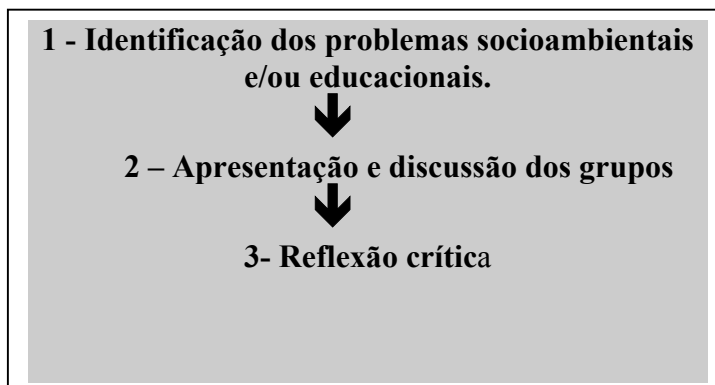 1 - Identificação dos problemas socioambientais
e/ou educacionais.
2 – Apresentação e discussão dos grupos
3- Reflexão crítica